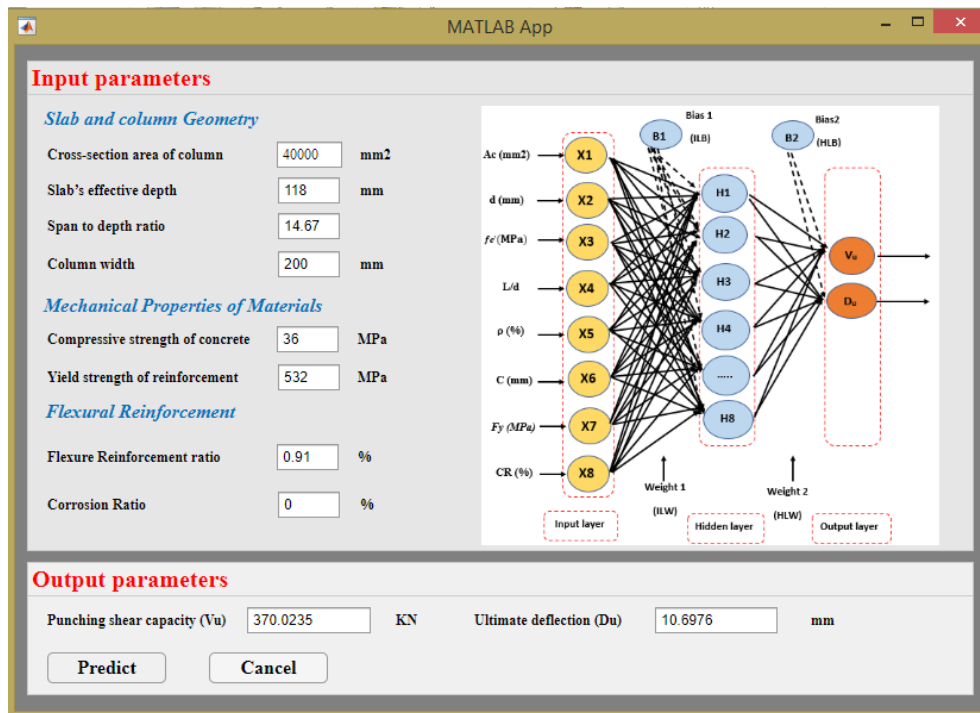 MATLAB App
Input parameters
Slab and column Geometry
Cross-section area of column 40000 mm2
Slab's effective depth 118 mm
Span to depth ratio 14.67
Column width 200 mm
Mechanical Properties of Materials
Compressive strength of concrete 36 MPa
Yield strength of reinforcement 532 MPa
Flexural Reinforcement
Flexure Reinforcement ratio 0.91 %
Corrosion Ratio 0 %
Bias 1
(ILB)
Bias2
(HLB)
B1
B2
Ac (mm2)
d (mm)
fc'(MPa)
L/d
ρ (%)
C (mm)
Fy (MPa)
CR (%)
X1
X2
X3
X4
X5
X6
X7
X8
H1
H2
H3
H4
.....
H8
Vu
Du
Weight 1
(ILW)
Weight 2
(HLW)
Input layer
Hidden layer
Output layer
Output parameters
Punching shear capacity (Vu) 370.0235 KN Ultimate deflection (Du) 10.6976 mm
Predict Cancel